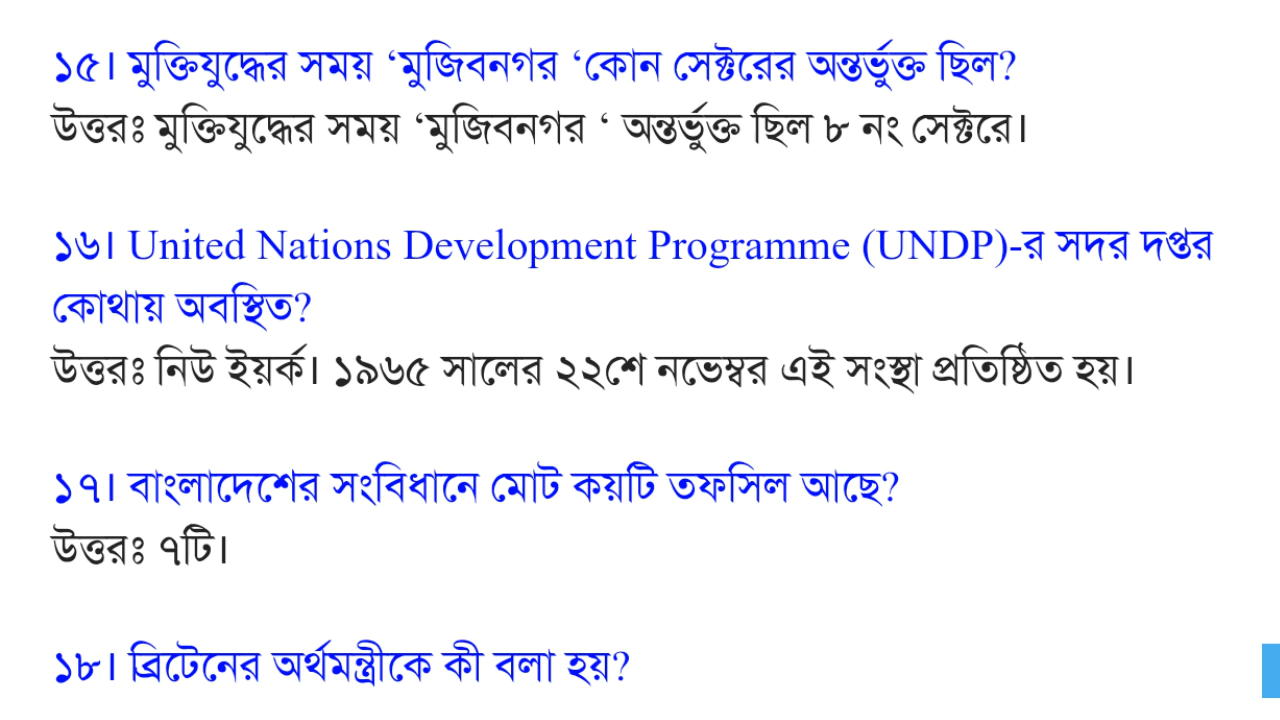 ১৫। মুক্তিযুদ্ধের সময় ‘মুজিবনগর ‘কোন সেক্টরের অন্তর্ভুক্ত ছিল?
উত্তরঃ মুক্তিযুদ্ধের সময় ‘মুজিবনগর ‘ অন্তর্ভুক্ত ছিল ৮ নং সেক্টরে।
১৬। United Nations Development Programme (UNDP)-র সদর দপ্তর
কোথায় অবস্থিত?
উত্তরঃ নিউ ইয়র্ক। ১৯৬৫ সালের ২২শে নভেম্বর এই সংস্থা প্রতিষ্ঠিত হয়।
১৭। বাংলাদেশের সংবিধানে মোট কয়টি তফসিল আছে?
উত্তরঃ ৭টি।
১৮। ব্রিটেনের অর্থমন্ত্রীকে কী বলা হয়?